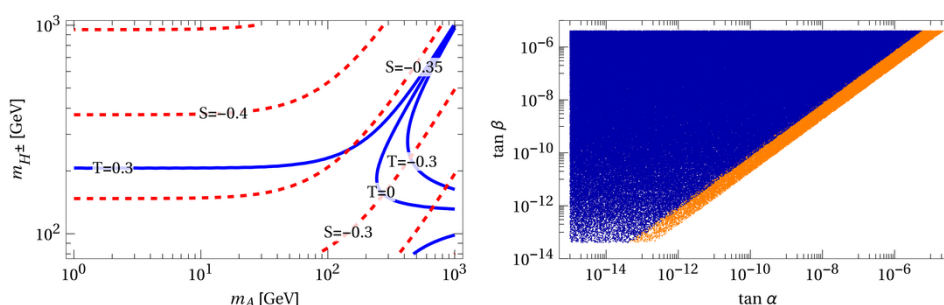 10³
10²
m_H± [GeV]
S=−0.35
S=−0.4
T=0.3
T=−0.3
T=0
S=−0.3
10⁰ 10¹ 10² 10³
m_A [GeV]
10⁻⁶
10⁻⁸
10⁻¹⁰
10⁻¹²
10⁻¹⁴
tan β
10⁻¹⁴ 10⁻¹² 10⁻¹⁰ 10⁻⁸ 10⁻⁶
tan α